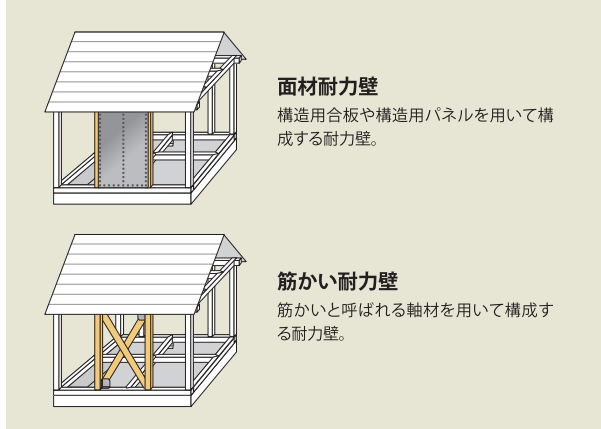 面材耐力壁
構造用合板や構造用パネルを用いて構
成する耐力壁。
筋かい耐力壁
筋かいと呼ばれる軸材を用いて構成す
る耐力壁。